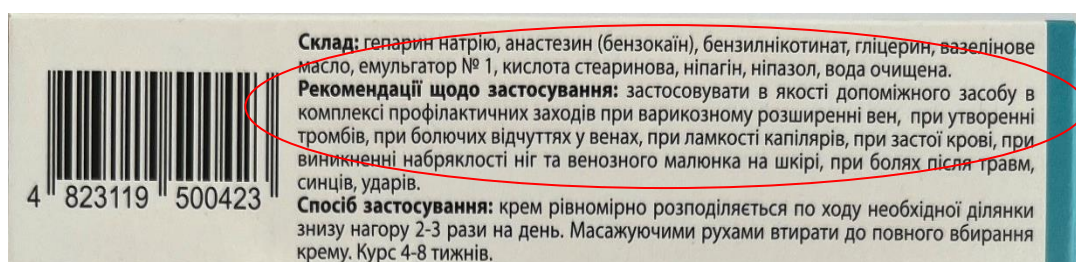 Склад: гепарин натрію, анастезин (бензокаїн), бензилнікотинат, гліцерин, вазелінове
масло, емульгатор № 1, кислота стеаринова, ніпагін, ніпазол, вода очищена.
Рекомендації щодо застосування: застосовувати в якості допоміжного засобу в
комплексі профілактичних заходів при варикозному розширенні вен, при утворенні
тромбів, при болючих відчуттях у венах, при ламкості капілярів, при застої крові, при
виникненні набряклості ніг та венозного малюнка на шкірі, при болях після травм,
синців, ударів.
Спосіб застосування: крем рівномірно розподіляється по ходу необхідної ділянки
знизу нагору 2-3 рази на день. Масажуючими рухами втирати до повного вбирання
крему. Курс 4-8 тижнів.
4 823119 500423